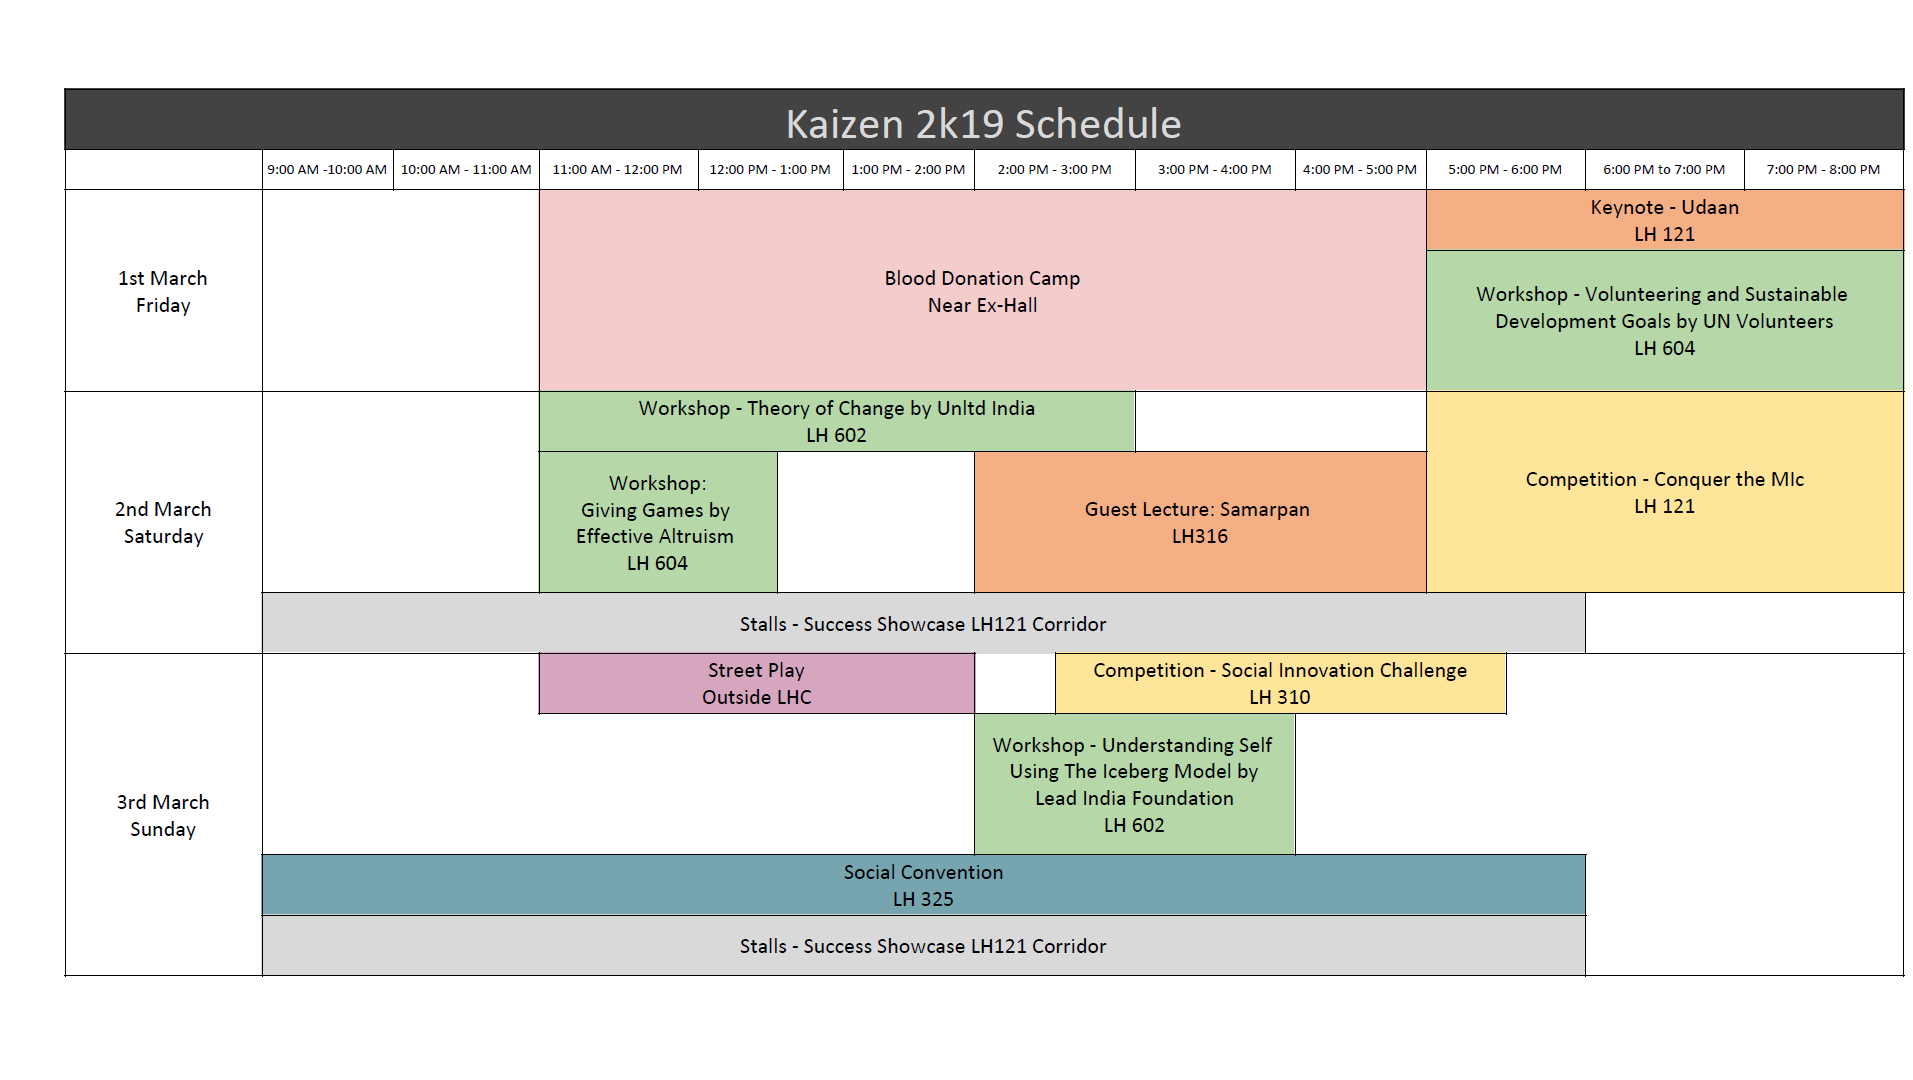 Kaizen 2k19 Schedule
9:00 AM -10:00 AM
10:00 AM - 11:00 AM
11:00 AM - 12:00 PM
12:00 PM - 1:00 PM
1:00 PM - 2:00 PM
2:00 PM - 3:00 PM
3:00 PM - 4:00 PM
4:00 PM - 5:00 PM
5:00 PM - 6:00 PM
6:00 PM to 7:00 PM
7:00 PM - 8:00 PM
1st March
Friday
Blood Donation Camp
Near Ex-Hall
Keynote - Udaan
LH 121
Workshop - Volunteering and Sustainable
Development Goals by UN Volunteers
LH 604
2nd March
Saturday
Workshop - Theory of Change by Unltd India
LH 602
Workshop:
Giving Games by
Effective Altruism
LH 604
Guest Lecture: Samarpan
LH316
Competition - Conquer the MIc
LH 121
Stalls - Success Showcase LH121 Corridor
3rd March
Sunday
Street Play
Outside LHC
Competition - Social Innovation Challenge
LH 310
Workshop - Understanding Self
Using The Iceberg Model by
Lead India Foundation
LH 602
Social Convention
LH 325
Stalls - Success Showcase LH121 Corridor